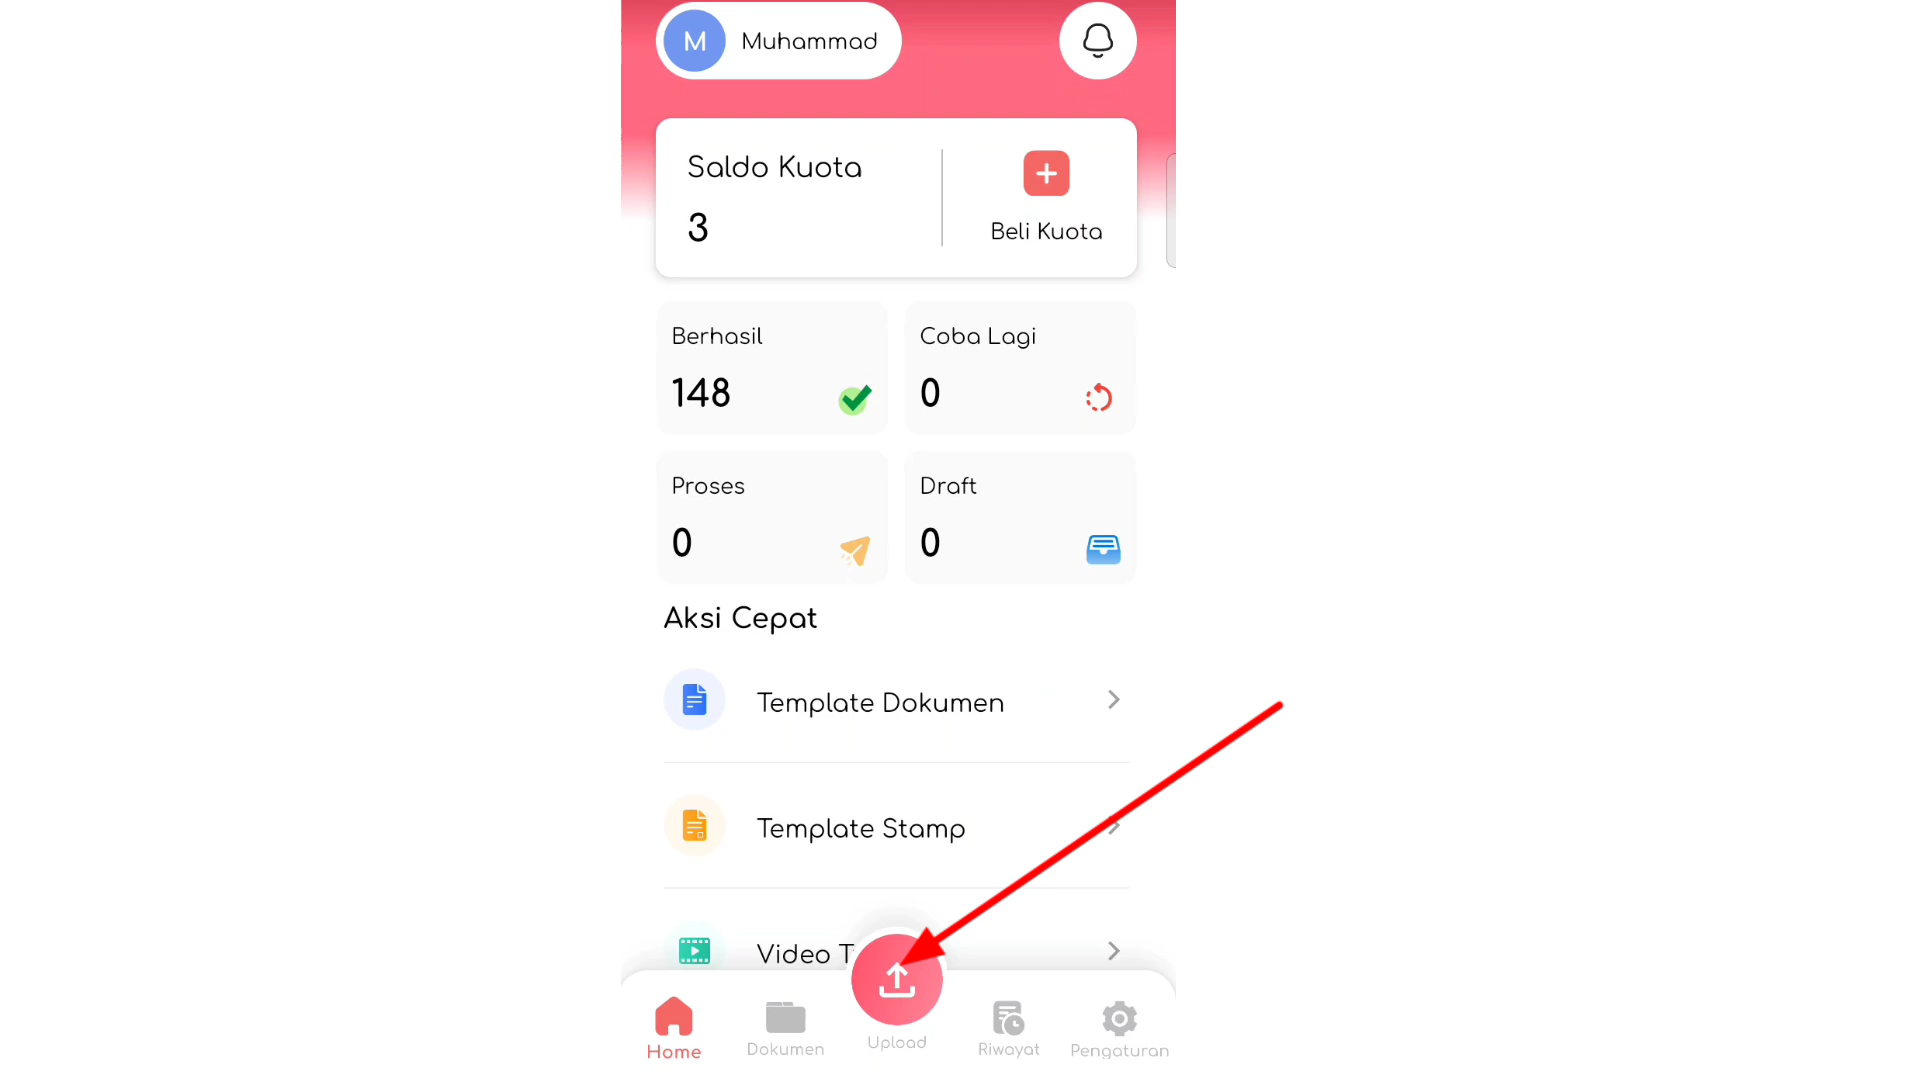 M Muhammad
Saldo Kuota
3
Beli Kuota
Berhasil
148
Coba Lagi
0
Proses
0
Draft
0
Aksi Cepat
Template Dokumen
Template Stamp
Video T
Home
Dokumen
Upload
Riwayat
Pengaturan